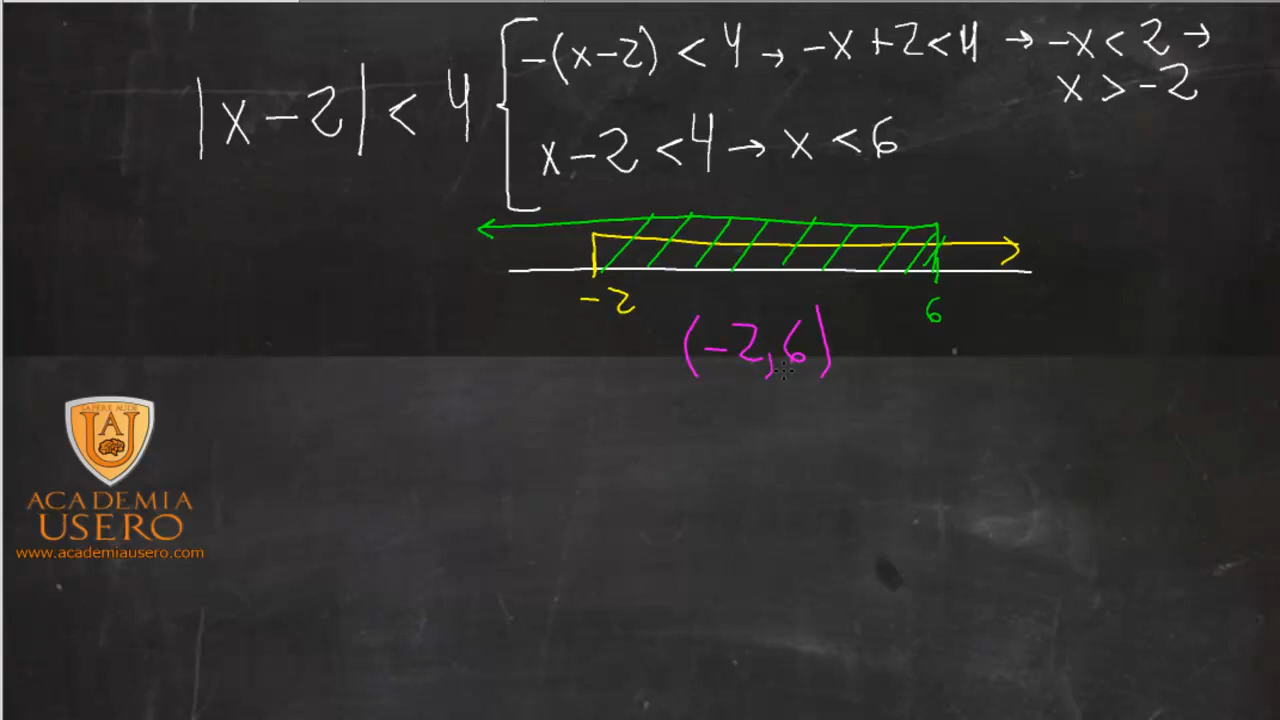 -(x-2) < 4 → -x+2<4 → -x<2 →
x > -2
|x-2| < 4
x-2<4 → x<6
-2
6
(-2,6)
SAPERE AUDE
UA
ACADEMIA
USERO
www.academiausero.com